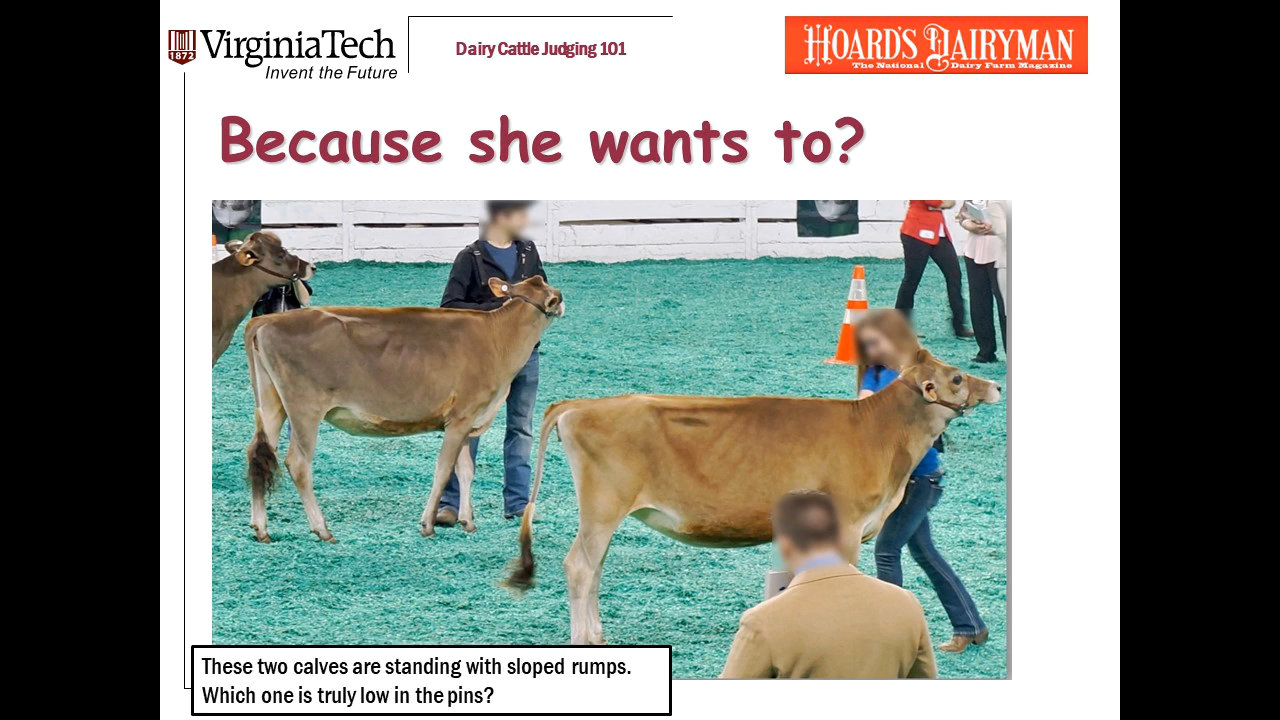 VirginiaTech
1872
Invent the Future
Dairy Cattle Judging 101
HOARD'S DAIRYMAN
The National Dairy Farm Magazine
Because she wants to?
These two calves are standing with sloped rumps.
Which one is truly low in the pins?